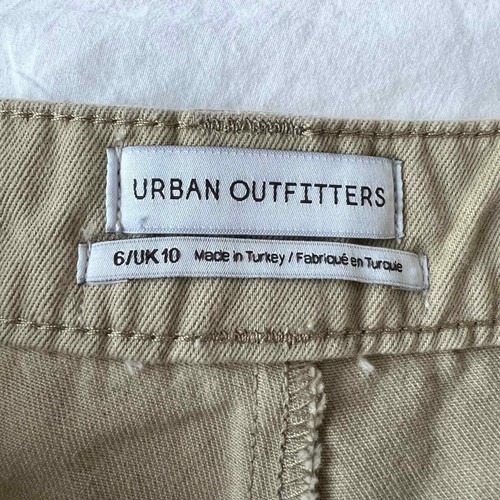 URBAN OUTFITTERS
6/UK10 Made in Turkey / Fabriqué en Turquie